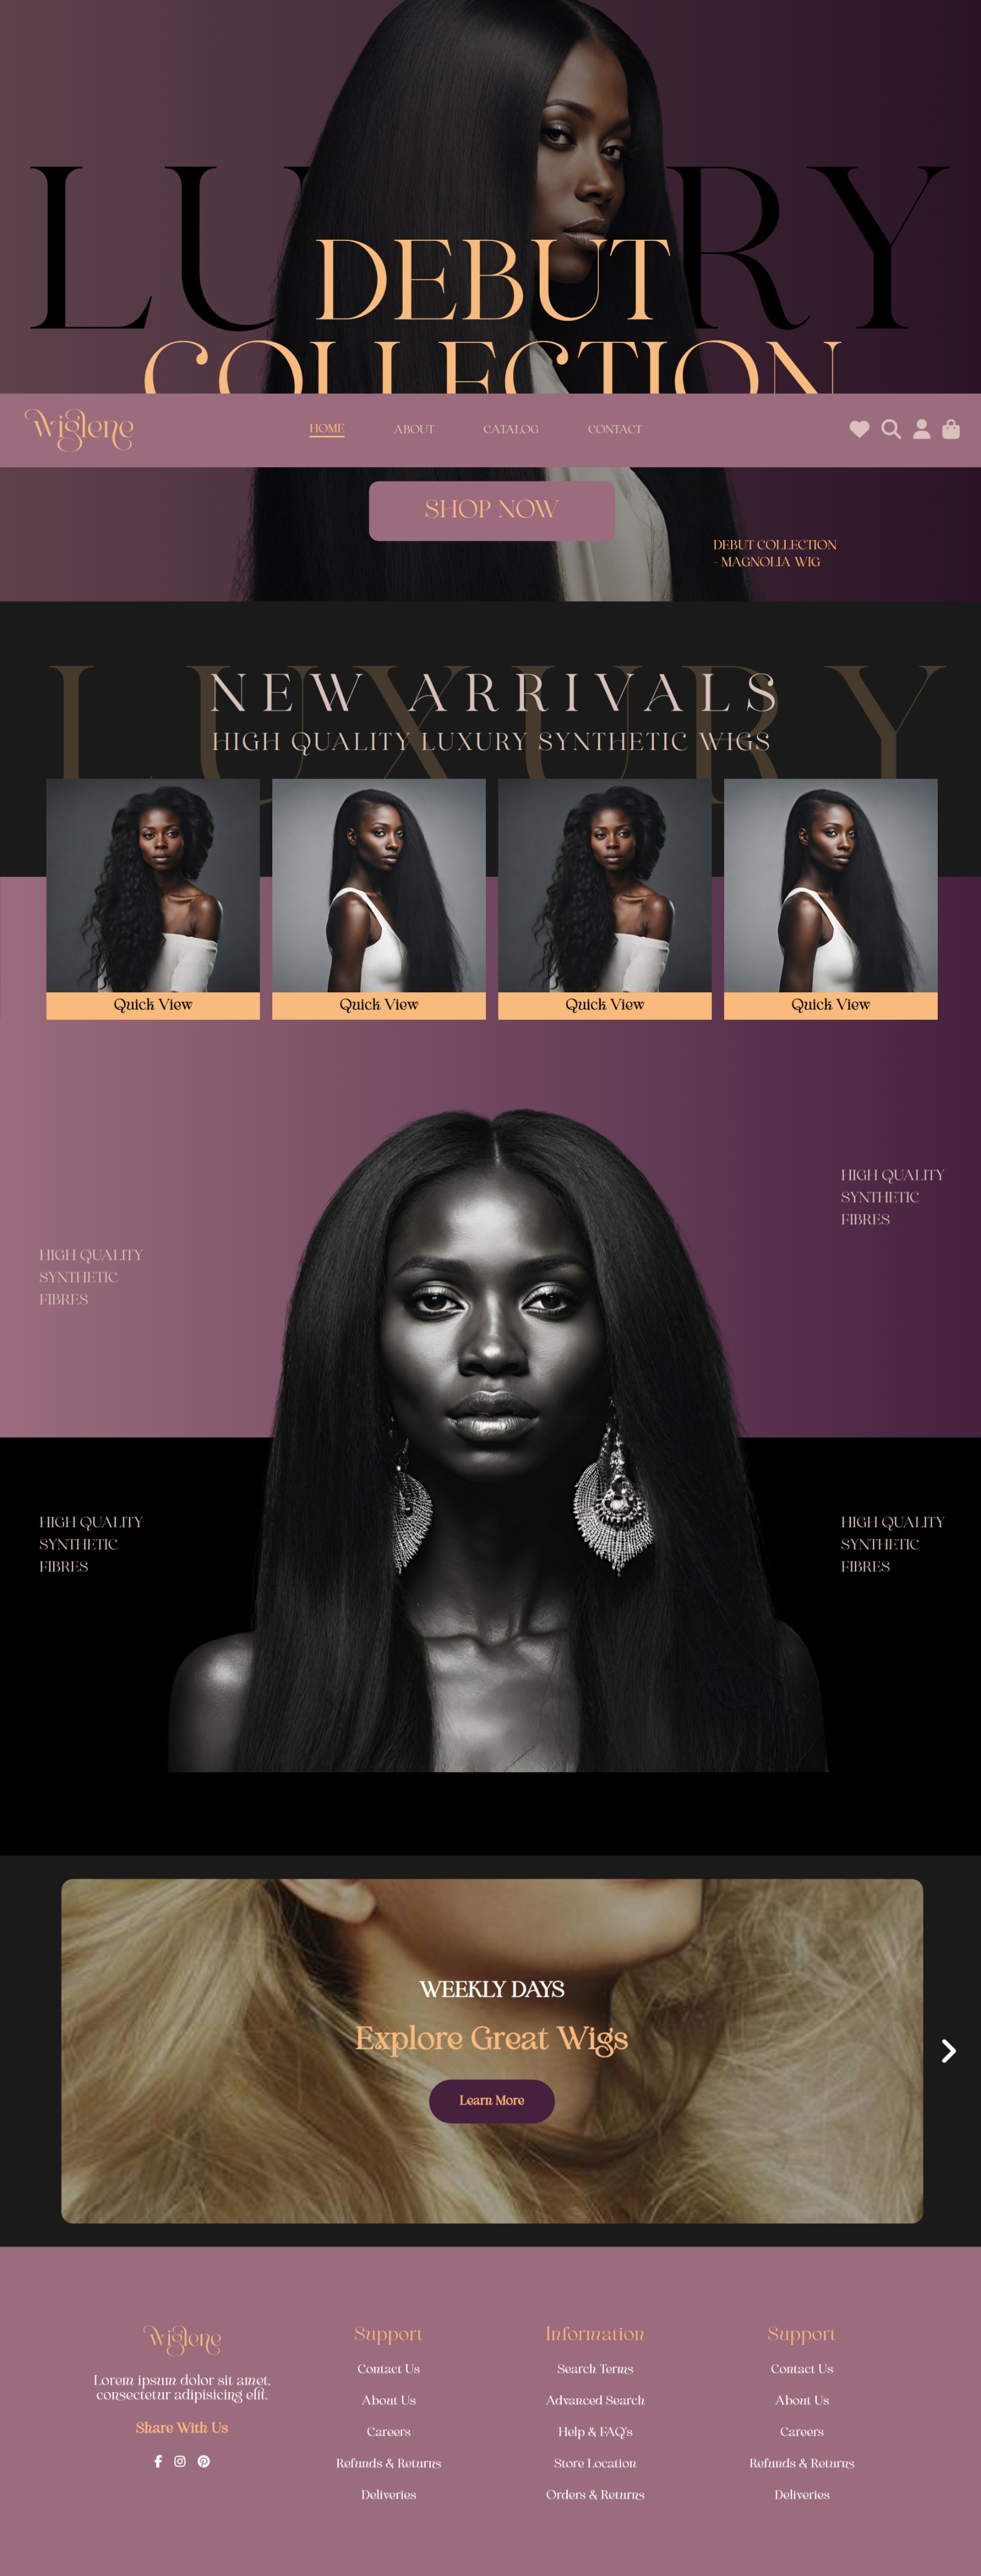 LU RY
DEBUT
COLLECTION
Wiglene
HOME
ABOUT
CATALOG
CONTACT
SHOP NOW
DEBUT COLLECTION
- MAGNOLIA WIG
LUXURY
NEW ARRIVALS
HIGH QUALITY LUXURY SYNTHETIC WIGS
Quick View
Quick View
Quick View
Quick View
HIGH QUALITY
SYNTHETIC
FIBRES
HIGH QUALITY
SYNTHETIC
FIBRES
HIGH QUALITY
SYNTHETIC
FIBRES
HIGH QUALITY
SYNTHETIC
FIBRES
WEEKLY DAYS
Explore Great Wigs
Learn More
Wiglene
Lorem ipsum dolor sit amet,
consectetur adipisicing elit.
Share With Us
Support
Contact Us
About Us
Careers
Refunds & Returns
Deliveries
Information
Search Terms
Advanced Search
Help & FAQ's
Store Location
Orders & Returns
Support
Contact Us
About Us
Careers
Refunds & Returns
Deliveries